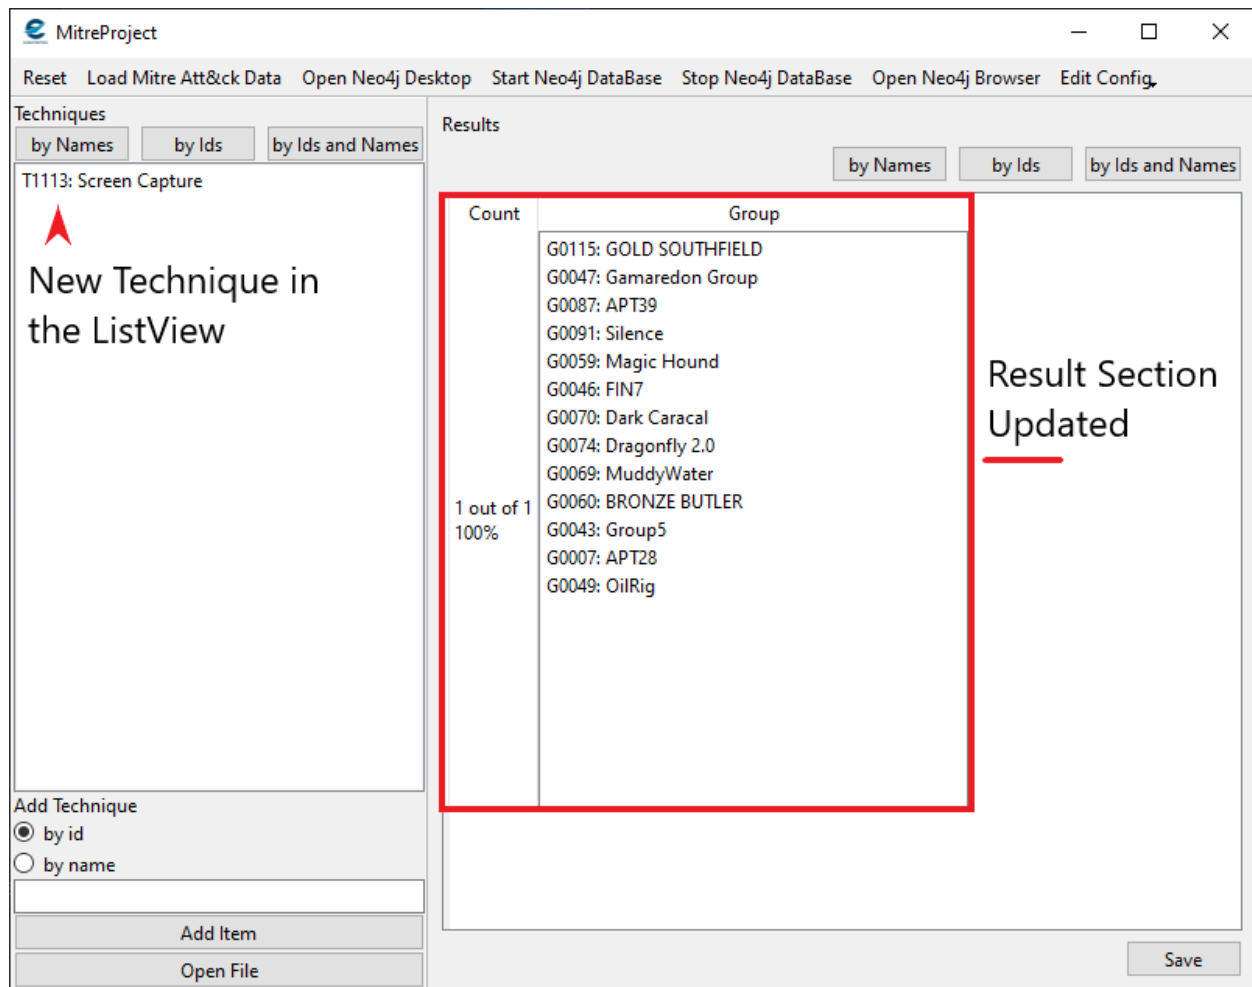 MitreProject
Reset Load Mitre Att&ck Data Open Neo4j Desktop Start Neo4j DataBase Stop Neo4j DataBase Open Neo4j Browser Edit Config
Techniques
by Names by Ids by Ids and Names
T1113: Screen Capture
New Technique in
the ListView
Add Technique
by id
by name
Add Item
Open File
Results
by Names by Ids by Ids and Names
Count Group
G0115: GOLD SOUTHFIELD
G0047: Gamaredon Group
G0087: APT39
G0091: Silence
G0059: Magic Hound
G0046: FIN7
G0070: Dark Caracal
G0074: Dragonfly 2.0
G0069: MuddyWater
G0060: BRONZE BUTLER
G0043: Group5
G0007: APT28
G0049: OilRig
1 out of 1
100%
Result Section
Updated
Save